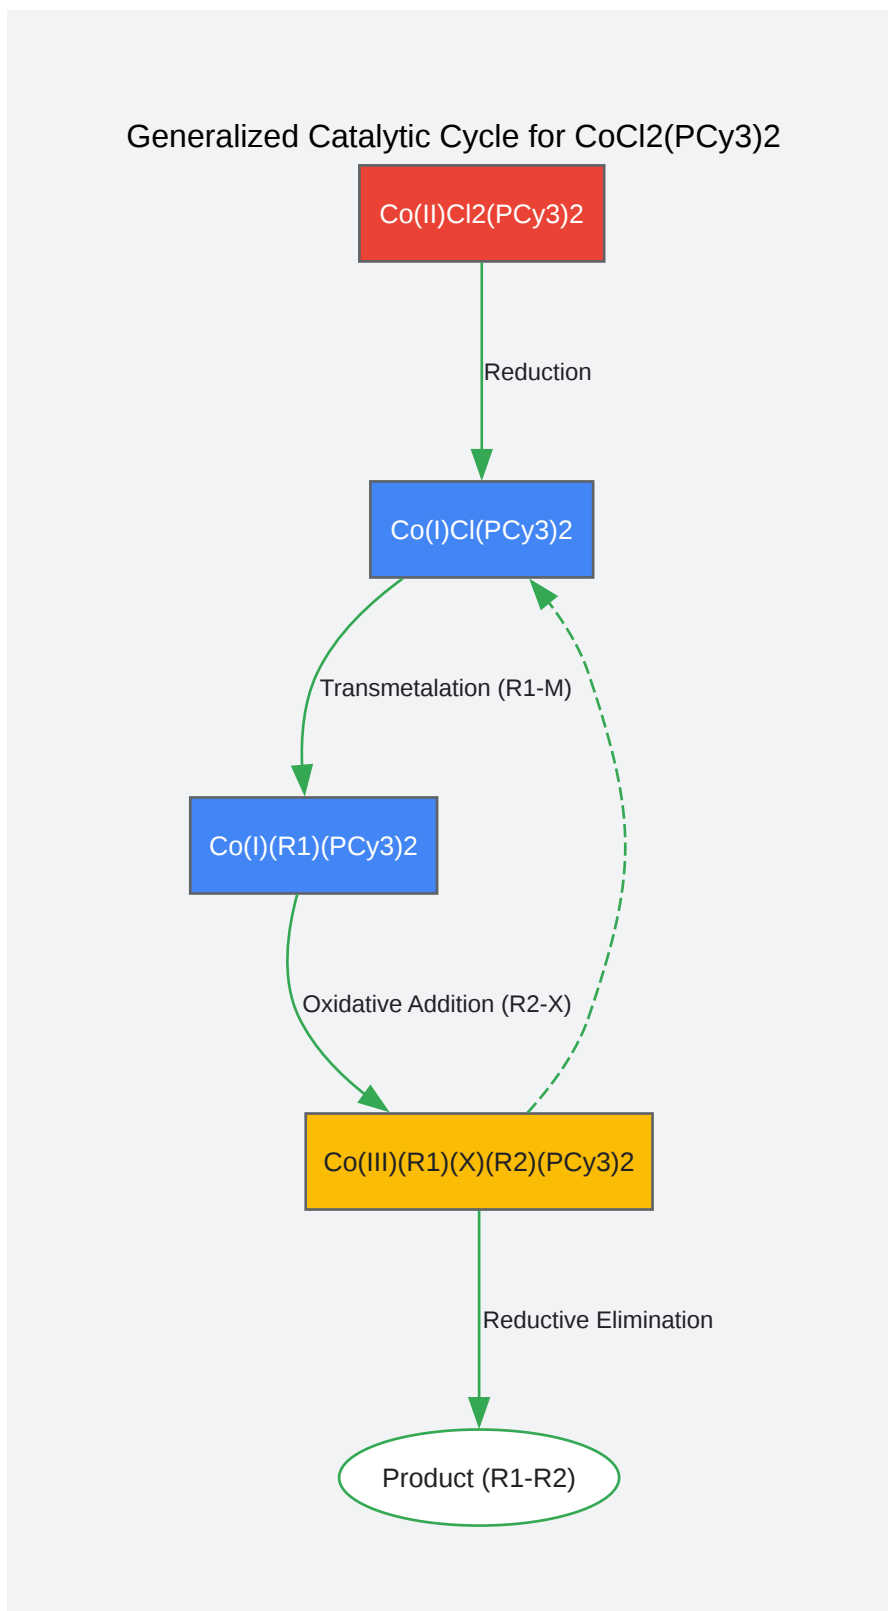 Generalized Catalytic Cycle for CoCl2(PCy3)2
Co(II)Cl2(PCy3)2
Reduction
Co(I)Cl(PCy3)2
Transmetalation (R1-M)
Co(I)(R1)(PCy3)2
Oxidative Addition (R2-X)
Co(III)(R1)(X)(R2)(PCy3)2
Reductive Elimination
Product (R1-R2)